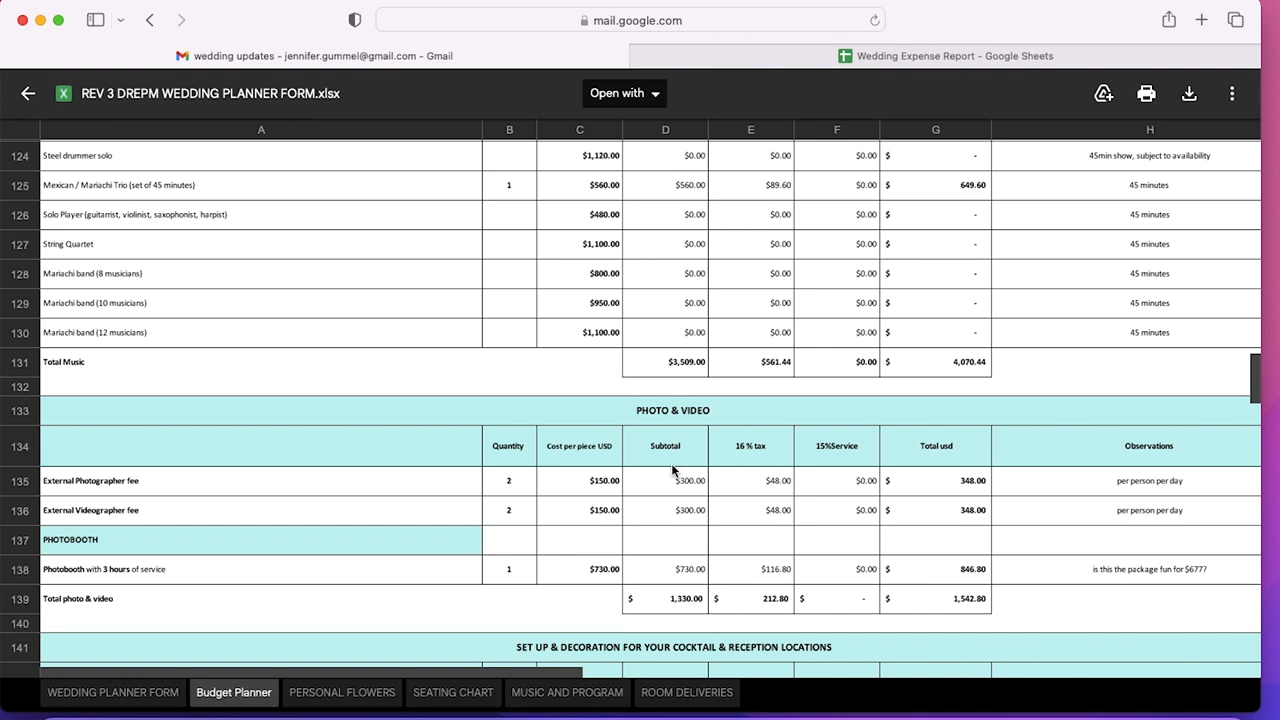 mail.google.com
wedding updates - jennifer.gummel@gmail.com - Gmail
Wedding Expense Report - Google Sheets
X REV 3 DREPM WEDDING PLANNER FORM.xlsx
Open with
A B C D E F G H
124 Steel drummer solo $1,120.00 $0.00 $0.00 $0.00 $ - 45min show, subject to availability
125 Mexican / Mariachi Trio (set of 45 minutes) 1 $560.00 $560.00 $89.60 $0.00 $ 649.60 45 minutes
126 Solo Player (guitarrist, violinist, saxophonist, harpist) $480.00 $0.00 $0.00 $0.00 $ - 45 minutes
127 String Quartet $1,100.00 $0.00 $0.00 $0.00 $ - 45 minutes
128 Mariachi band (8 musicians) $800.00 $0.00 $0.00 $0.00 $ - 45 minutes
129 Mariachi band (10 musicians) $950.00 $0.00 $0.00 $0.00 $ - 45 minutes
130 Mariachi band (12 musicians) $1,100.00 $0.00 $0.00 $0.00 $ - 45 minutes
131 Total Music $3,509.00 $561.44 $0.00 $ 4,070.44
132
133 PHOTO & VIDEO
134 Quantity Cost per piece USD Subtotal 16 % tax 15%Service Total usd Observations
135 External Photographer fee 2 $150.00 $300.00 $48.00 $0.00 $ 348.00 per person per day
136 External Videographer fee 2 $150.00 $300.00 $48.00 $0.00 $ 348.00 per person per day
137 PHOTOBOOTH
138 Photobooth with 3 hours of service 1 $730.00 $730.00 $116.80 $0.00 $ 846.80 is this the package fun for $677?
139 Total photo & video $ 1,330.00 $ 212.80 $ - $ 1,542.80
140
141 SET UP & DECORATION FOR YOUR COCKTAIL & RECEPTION LOCATIONS
WEDDING PLANNER FORM Budget Planner PERSONAL FLOWERS SEATING CHART MUSIC AND PROGRAM ROOM DELIVERIES